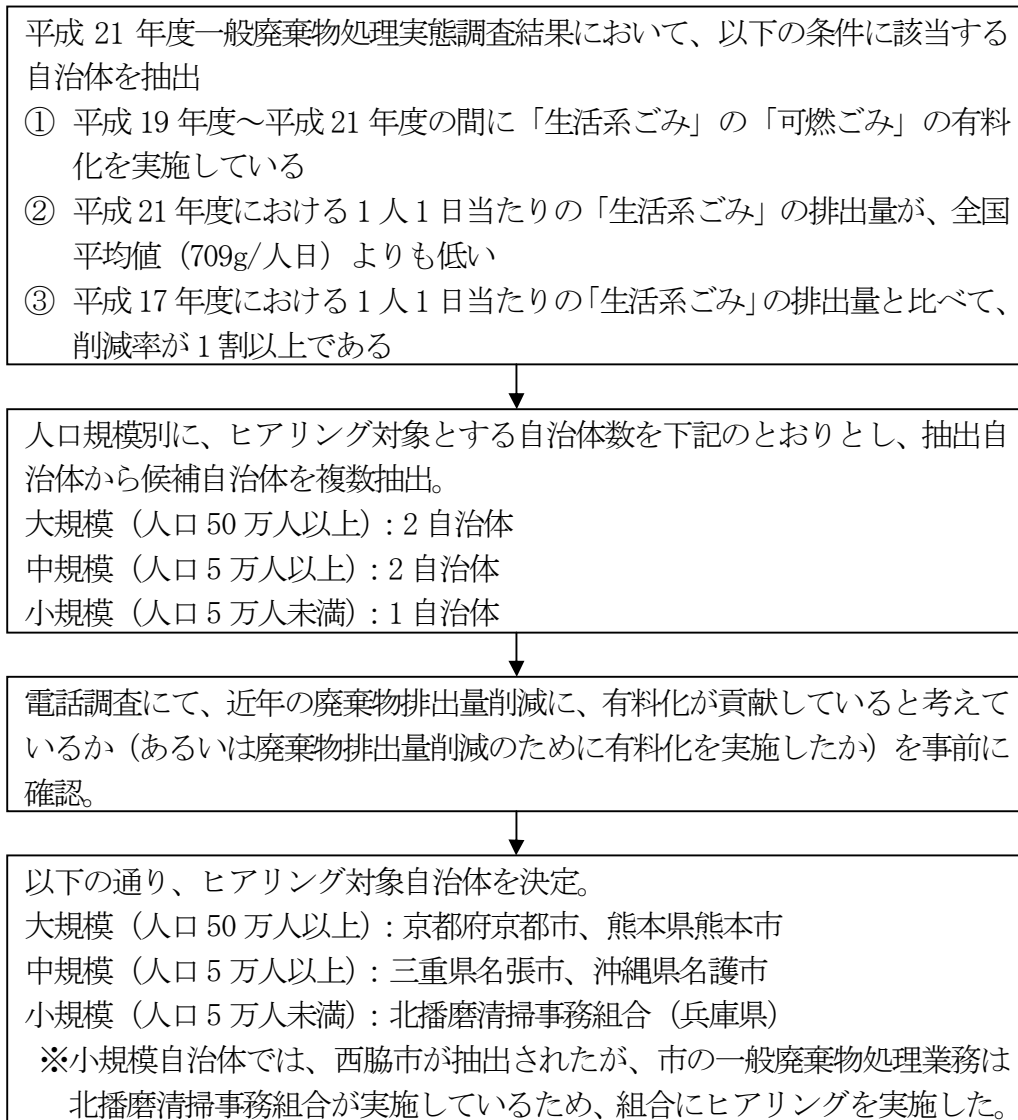 平成 21 年度一般廃棄物処理実態調査結果において、以下の条件に該当する
自治体を抽出
① 平成 19 年度～平成 21 年度の間に「生活系ごみ」の「可燃ごみ」の有料
化を実施している
② 平成 21 年度における 1 人 1 日当たりの「生活系ごみ」の排出量が、全国
平均値（709g/人日）よりも低い
③ 平成 17 年度における 1 人 1 日当たりの「生活系ごみ」の排出量と比べて、
削減率が 1 割以上である
人口規模別に、ヒアリング対象とする自治体数を下記のとおりとし、抽出自
治体から候補自治体を複数抽出。
大規模（人口 50 万人以上）：2 自治体
中規模（人口 5 万人以上）：2 自治体
小規模（人口 5 万人未満）：1 自治体
電話調査にて、近年の廃棄物排出量削減に、有料化が貢献していると考えて
いるか（あるいは廃棄物排出量削減のために有料化を実施したか）を事前に
確認。
以下の通り、ヒアリング対象自治体を決定。
大規模（人口 50 万人以上）：京都府京都市、熊本県熊本市
中規模（人口 5 万人以上）：三重県名張市、沖縄県名護市
小規模（人口 5 万人未満）：北播磨清掃事務組合（兵庫県）
※小規模自治体では、西脇市が抽出されたが、市の一般廃棄物処理業務は
北播磨清掃事務組合が実施しているため、組合にヒアリングを実施した。